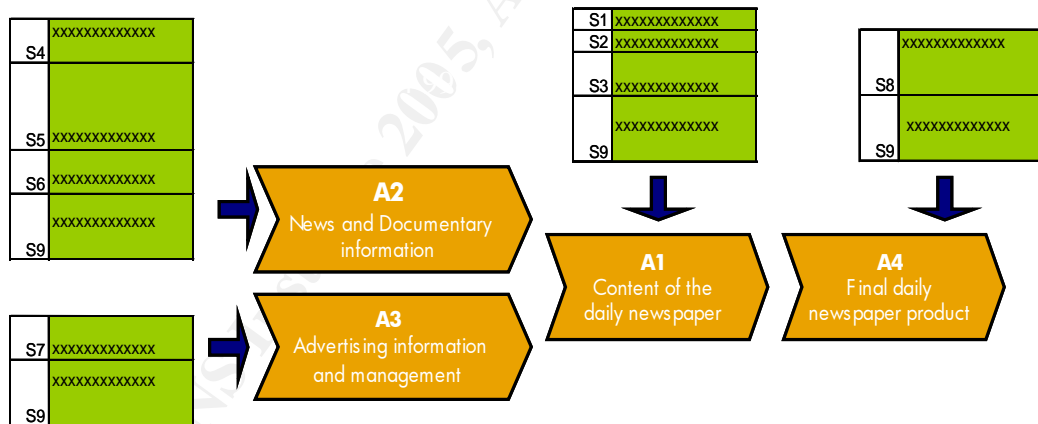 S4 xxxxxxxxxxxxx
S5 xxxxxxxxxxxxx
S6 xxxxxxxxxxxxx
S9 xxxxxxxxxxxxx
S7 xxxxxxxxxxxxx
S9 xxxxxxxxxxxxx
A2
News and Documentary
information
A3
Advertising information
and management
S1 xxxxxxxxxxxxx
S2 xxxxxxxxxxxxx
S3 xxxxxxxxxxxxx
S9 xxxxxxxxxxxxx
A1
Content of the
daily newspaper
S8 xxxxxxxxxxxxx
S9 xxxxxxxxxxxxx
A4
Final daily
newspaper product
2005,